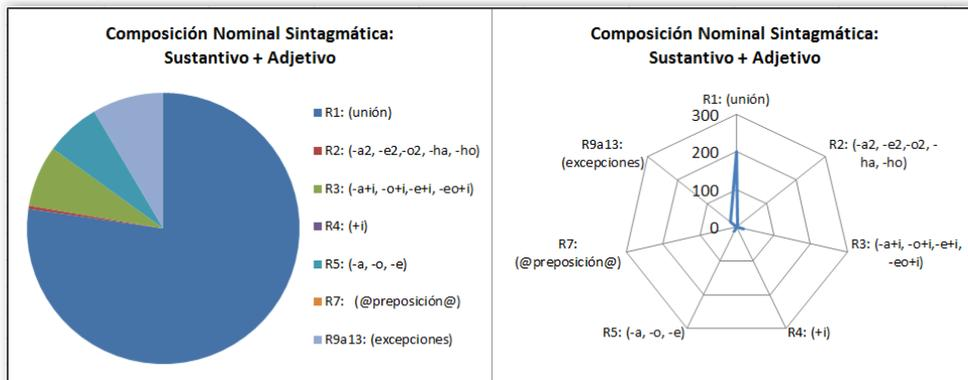 Composición Nominal Sintagmática:
Sustantivo + Adjetivo
R1: (unión)
R2: (-a2, -e2,-o2, -ha, -ho)
R3: (-a+i, -o+i,-e+i, -eo+i)
R4: (+i)
R5: (-a, -o, -e)
R7: (@preposición@)
R9a13: (excepciones)
Composición Nominal Sintagmática:
Sustantivo + Adjetivo
R1: (unión)
300
200
100
0
R2: (-a2, -e2,-o2, -
ha, -ho)
R3: (-a+i, -o+i,-e+i,
-eo+i)
R4: (+i)
R5: (-a, -o, -e)
R7:
(@preposición@)
R9a13:
(excepciones)